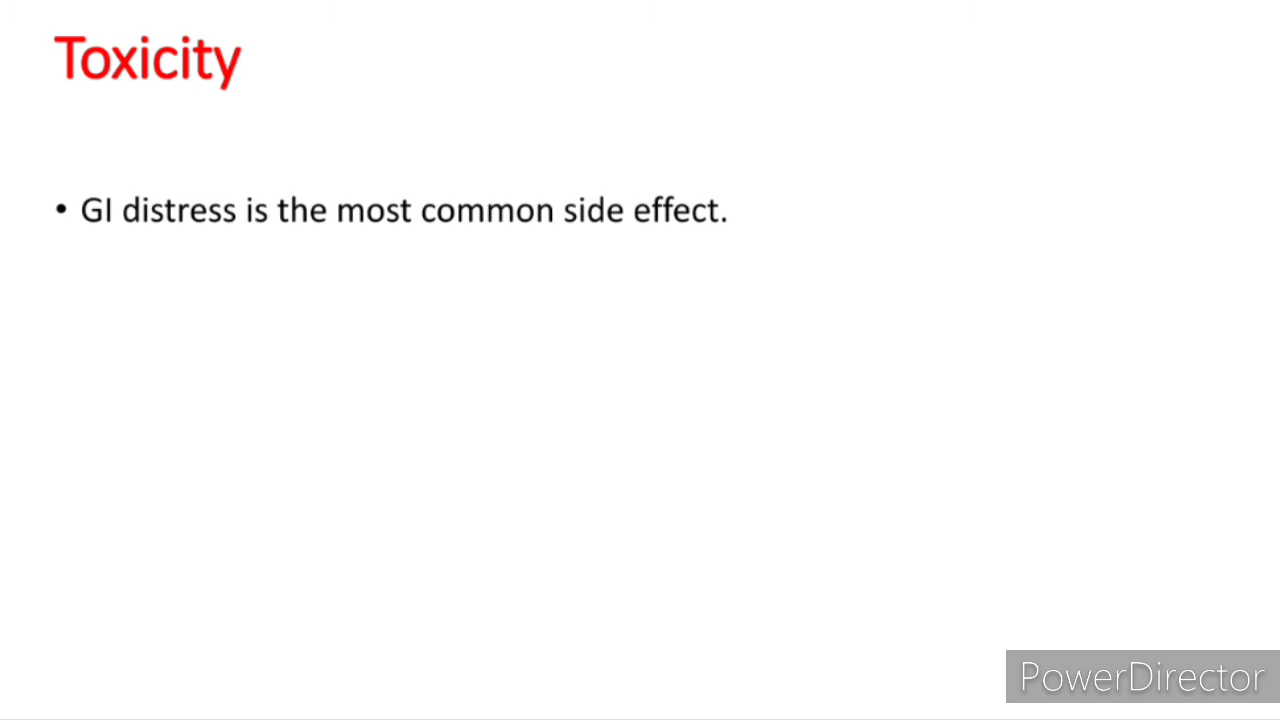 Toxicity
• GI distress is the most common side effect.
PowerDirector